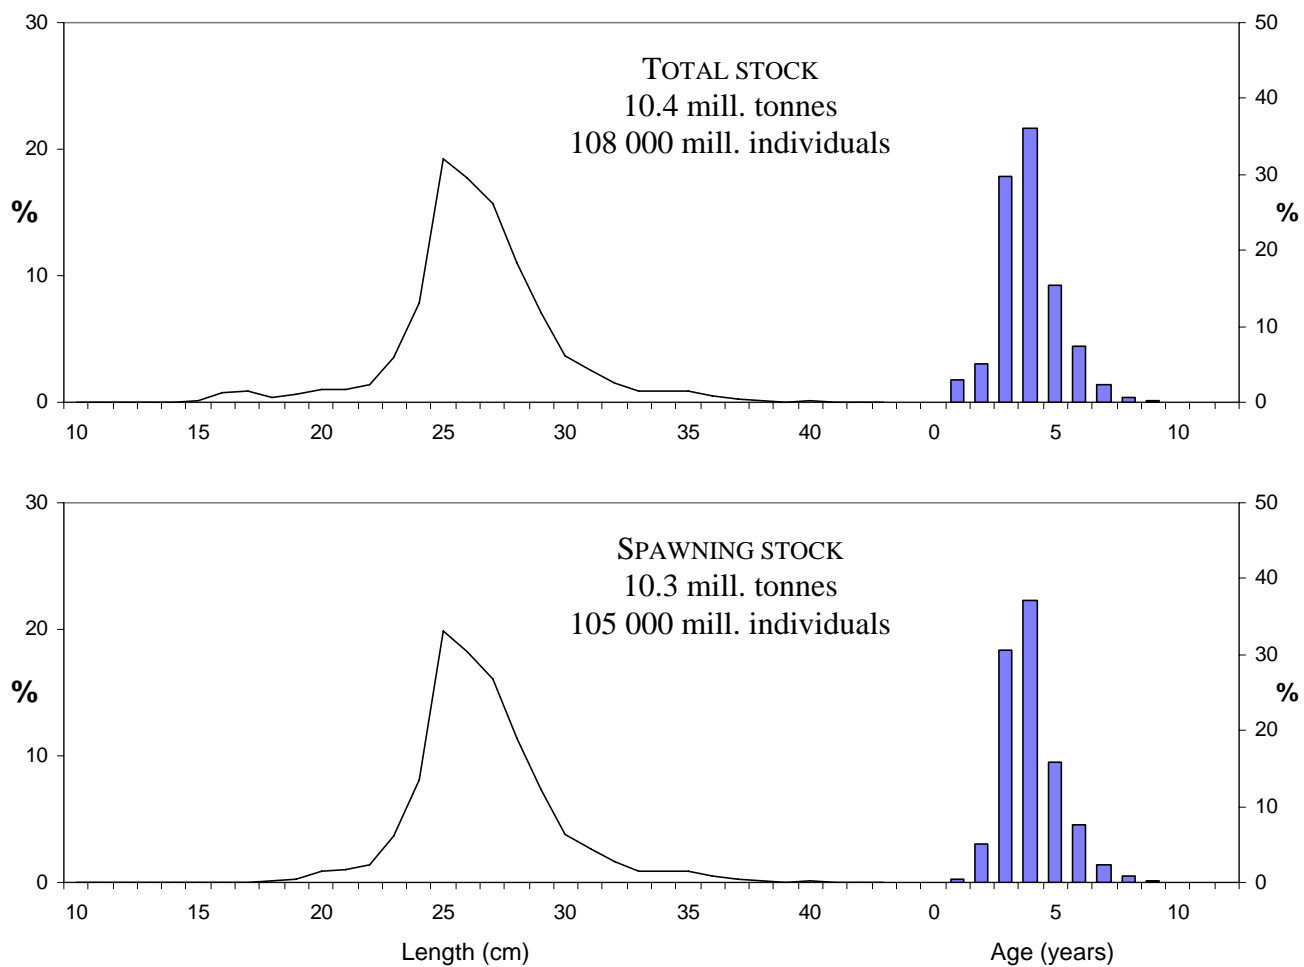 30
50
TOTAL STOCK
10.4 mill. tonnes
40
108 000 mill. individuals
20
30
%
%
20
10
10
0
0
10 15 20 25 30 35 40 0 5 10
30
50
SPAWNING STOCK
10.3 mill. tonnes
40
105 000 mill. individuals
20
30
%
%
20
10
10
0
0
10 15 20 25 30 35 40 0 5 10
Length (cm) Age (years)